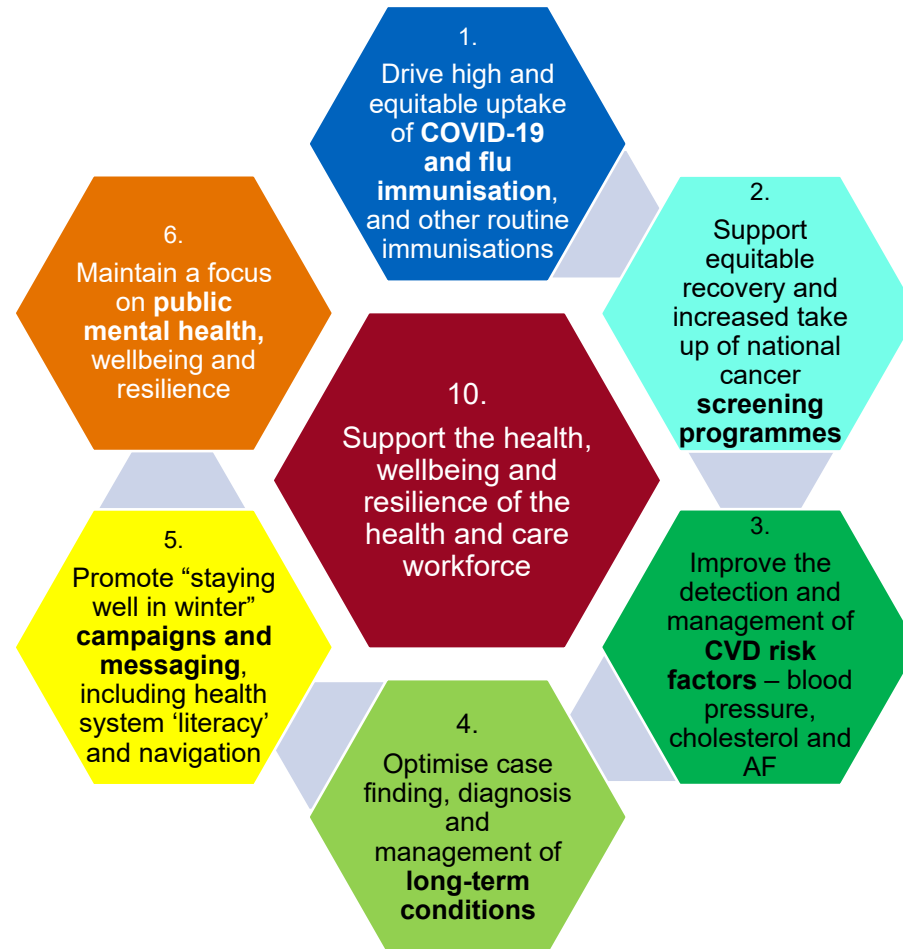 1.
Drive high and
equitable uptake
of COVID-19
and flu
immunisation,
and other routine
immunisations
2.
Support
equitable
recovery and
increased take
up of national
cancer
screening
programmes
3.
Improve the
detection and
management of
CVD risk
factors – blood
pressure,
cholesterol and
AF
4.
Optimise case
finding, diagnosis
and
management of
long-term
conditions
5.
Promote “staying
well in winter”
campaigns and
messaging,
including health
system ‘literacy’
and navigation
6.
Maintain a focus
on public
mental health,
wellbeing and
resilience
10.
Support the health,
wellbeing and
resilience of the
health and care
workforce